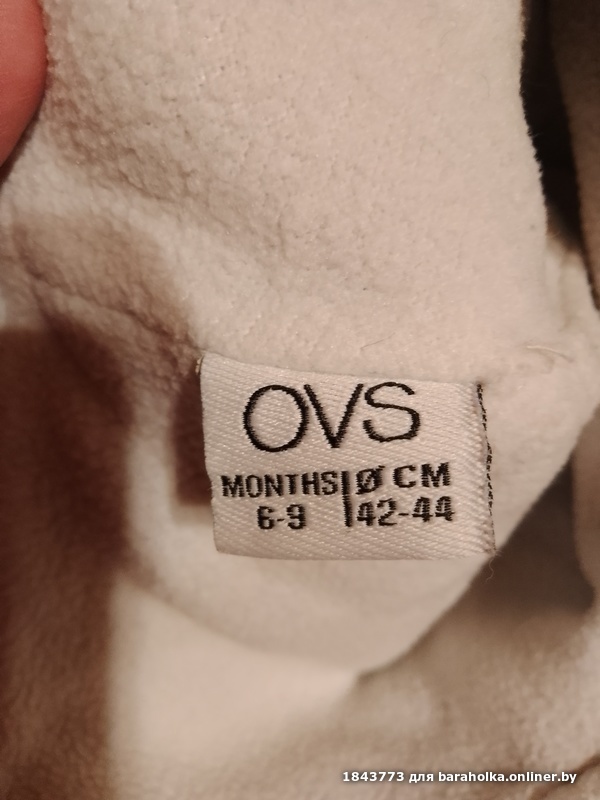 OVS
MONTHS Ø CM
6-9 42-44
1843773 для baraholka.onliner.by